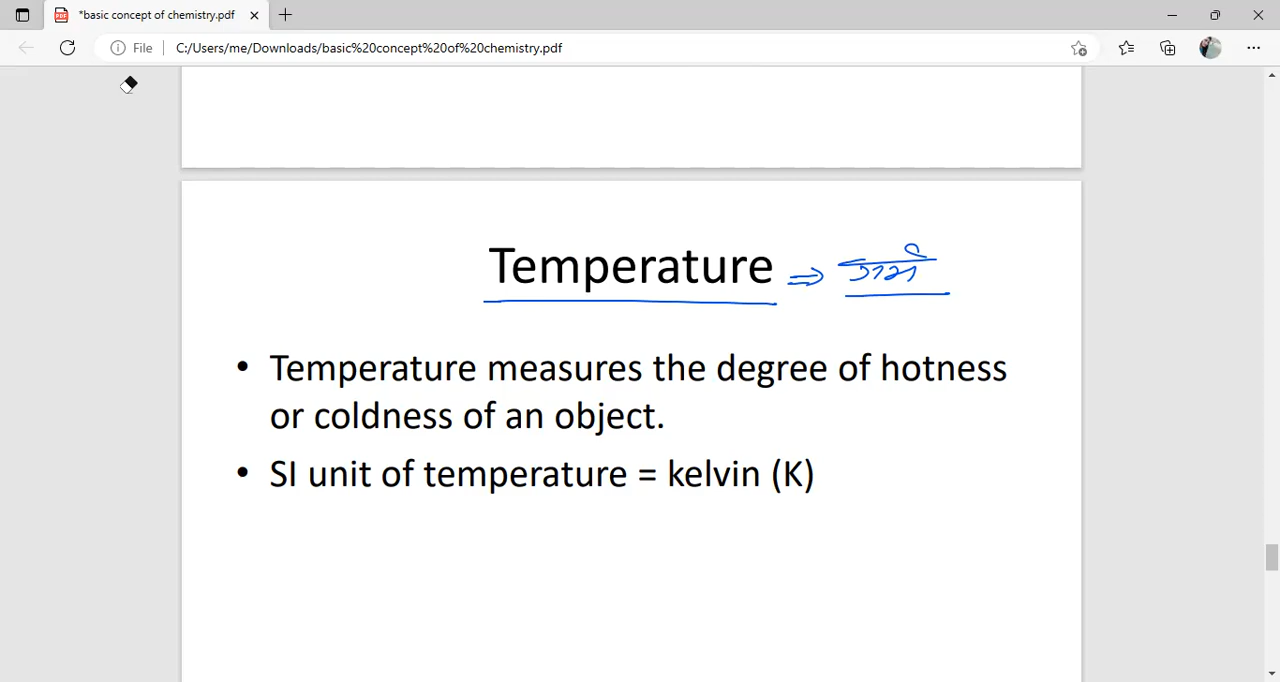 *basic concept of chemistry.pdf
File
C:/Users/me/Downloads/basic%20concept%20of%20chemistry.pdf
Temperature ⇒
• Temperature measures the degree of hotness
or coldness of an object.
• SI unit of temperature = kelvin (K)